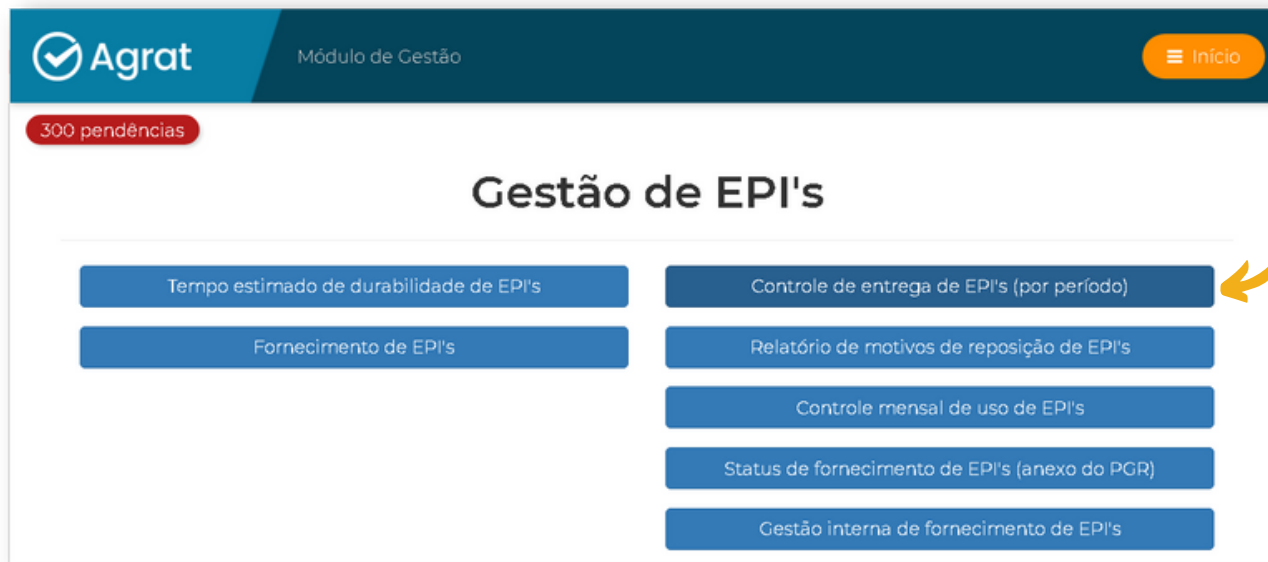 Agrat
Módulo de Gestão
Início
300 pendências
Gestão de EPI's
Tempo estimado de durabilidade de EPI's
Fornecimento de EPI's
Controle de entrega de EPI's (por período)
Relatório de motivos de reposição de EPI's
Controle mensal de uso de EPI's
Status de fornecimento de EPI's (anexo do PGR)
Gestão interna de fornecimento de EPI's